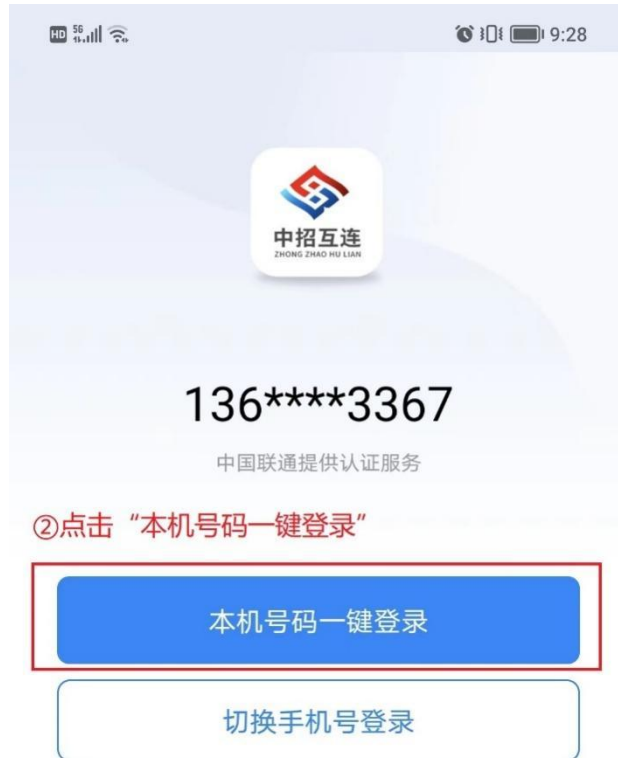 HD 5G 9:28
中招互连
ZHONG ZHAO HU LIAN
136****3367
中国联通提供认证服务
②点击“本机号码一键登录”
本机号码一键登录
切换手机号登录